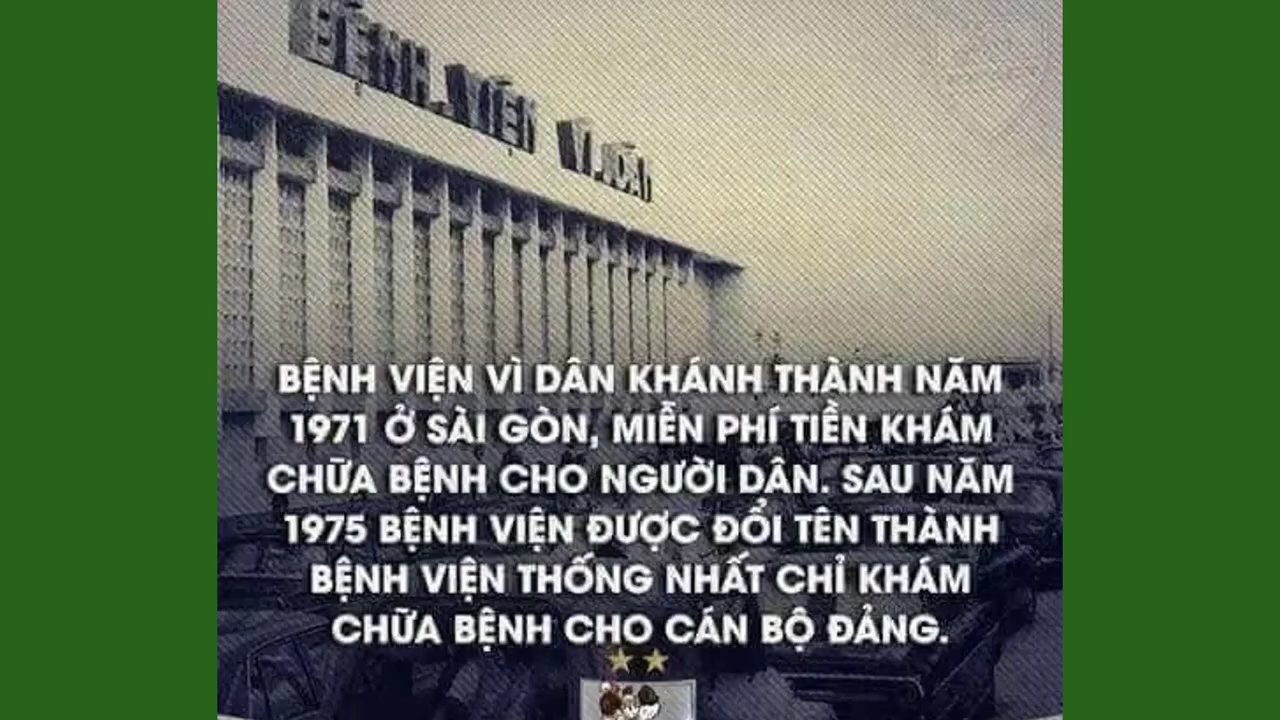 BỆNH VIỆN VÌ DÂN
BỆNH VIỆN VÌ DÂN KHÁNH THÀNH NĂM
1971 Ở SÀI GÒN, MIỄN PHÍ TIỀN KHÁM
CHỮA BỆNH CHO NGƯỜI DÂN. SAU NĂM
1975 BỆNH VIỆN ĐƯỢC ĐỔI TÊN THÀNH
BỆNH VIỆN THỐNG NHẤT CHỈ KHÁM
CHỮA BỆNH CHO CÁN BỘ ĐẢNG.